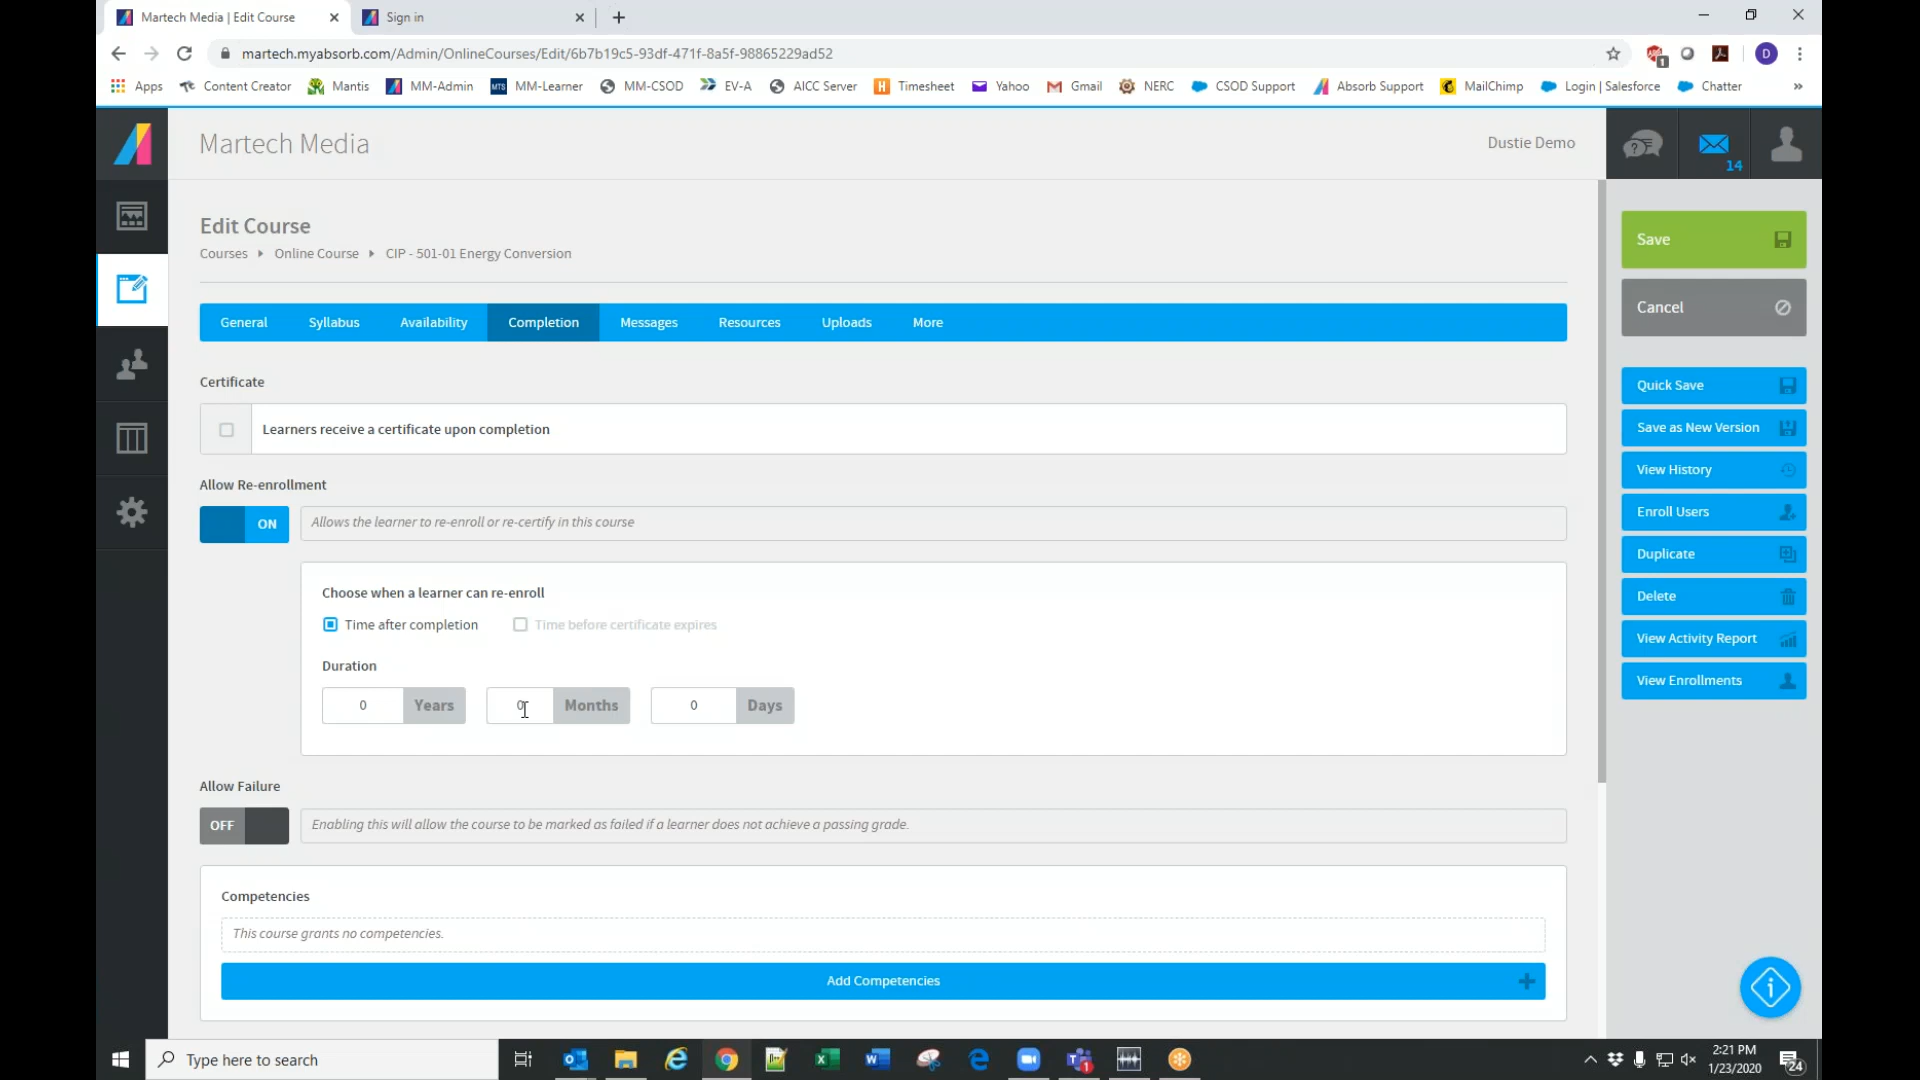 Martech Media | Edit Course
Sign in
martech.myabsorb.com/Admin/OnlineCourses/Edit/6b7b19c5-93df-471f-8a5f-98865229ad52
D
1
Apps Content Creator Mantis MM-Admin MM-Learner MM-CSOD EV-A AICC Server Timesheet Yahoo Gmail NERC CSOD Support Absorb Support MailChimp Login | Salesforce Chatter »
Martech Media
Dustie Demo
14
Edit Course
Courses Online Course CIP - 501-01 Energy Conversion
General Syllabus Availability Completion Messages Resources Uploads More
Certificate
Learners receive a certificate upon completion
Allow Re-enrollment
ON
Allows the learner to re-enroll or re-certify in this course
Choose when a learner can re-enroll
Time after completion Time before certificate expires
Duration
0 Years 0 Months 0 Days
Allow Failure
OFF
Enabling this will allow the course to be marked as failed if a learner does not achieve a passing grade.
Competencies
This course grants no competencies.
Add Competencies
Save
Cancel
Quick Save
Save as New Version
View History
Enroll Users
Duplicate
Delete
View Activity Report
View Enrollments
Type here to search
2:21 PM
1/23/2020
24